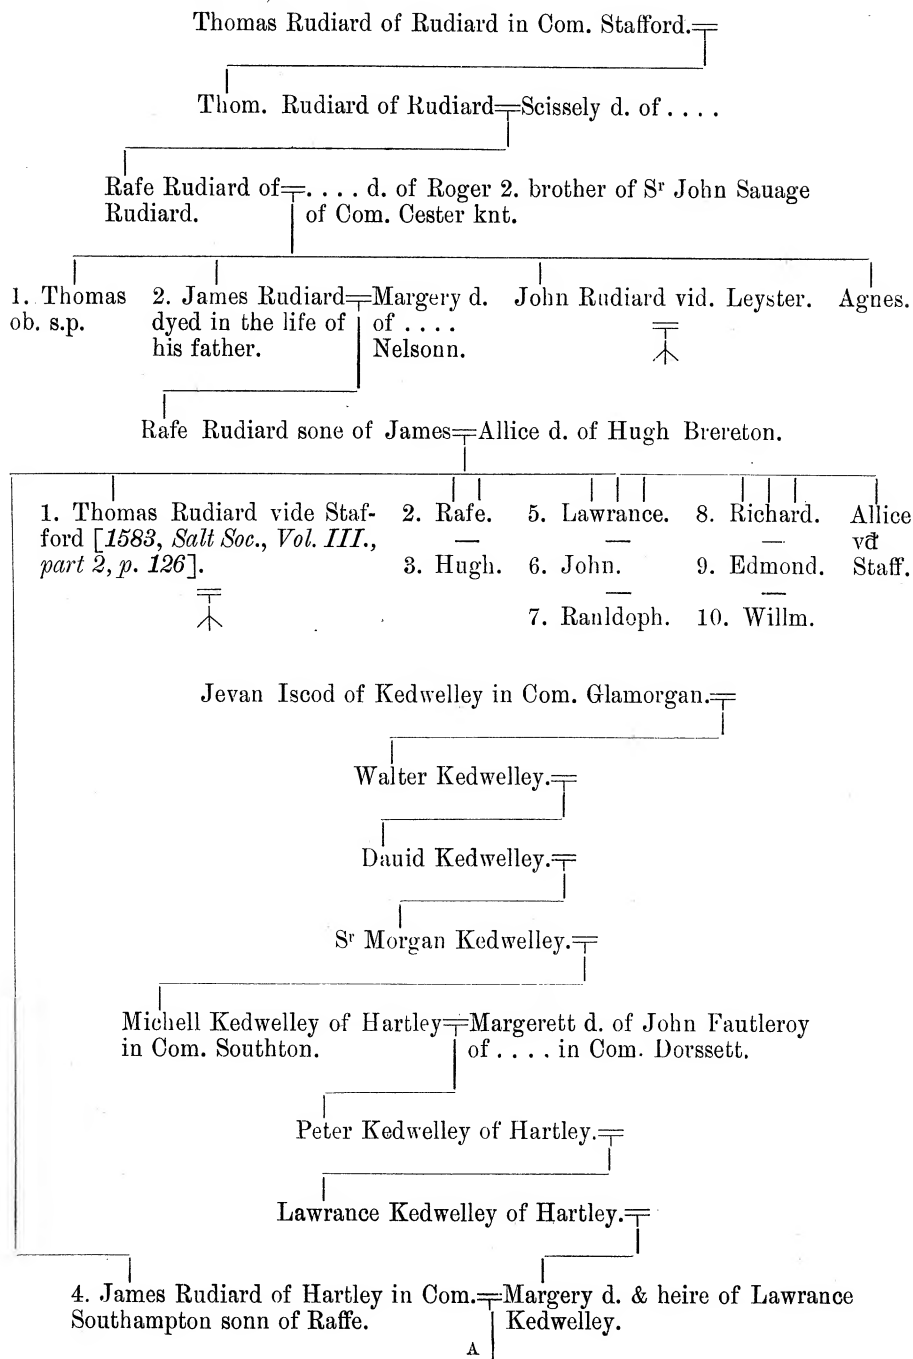 Thomas Rudiard of Rudiard in Com. Stafford.
Thom. Rudiard of Rudiard Scissely d. of . . . .
Rafe Rudiard of . . . . d. of Roger 2. brother of Sʳ John Sauage
Rudiard. of Com. Cester knt.
1. Thomas 2. James Rudiard Margery d. John Rudiard vid. Leyster. Agnes.
ob. s.p. dyed in the life of of . . . .
his father. Nelsonn.
Rafe Rudiard sone of James Allice d. of Hugh Brereton.
1. Thomas Rudiard vide Staf- 2. Rafe. 5. Lawrance. 8. Richard. Allice
ford [1583, Salt Soc., Vol. III., vd
part 2, p. 126]. 3. Hugh. 6. John. 9. Edmond. Staff.
7. Ranldoph. 10. Willm.
Jevan Iscod of Kedwelley in Com. Glamorgan.
Walter Kedwelley.
Dauid Kedwelley.
Sʳ Morgan Kedwelley.
Michell Kedwelley of Hartley Margerett d. of John Fautleroy
in Com. Southton. of . . . . in Com. Dorssett.
Peter Kedwelley of Hartley.
Lawrance Kedwelley of Hartley.
4. James Rudiard of Hartley in Com. Margery d. & heire of Lawrance
Southampton sonn of Raffe. Kedwelley.
A